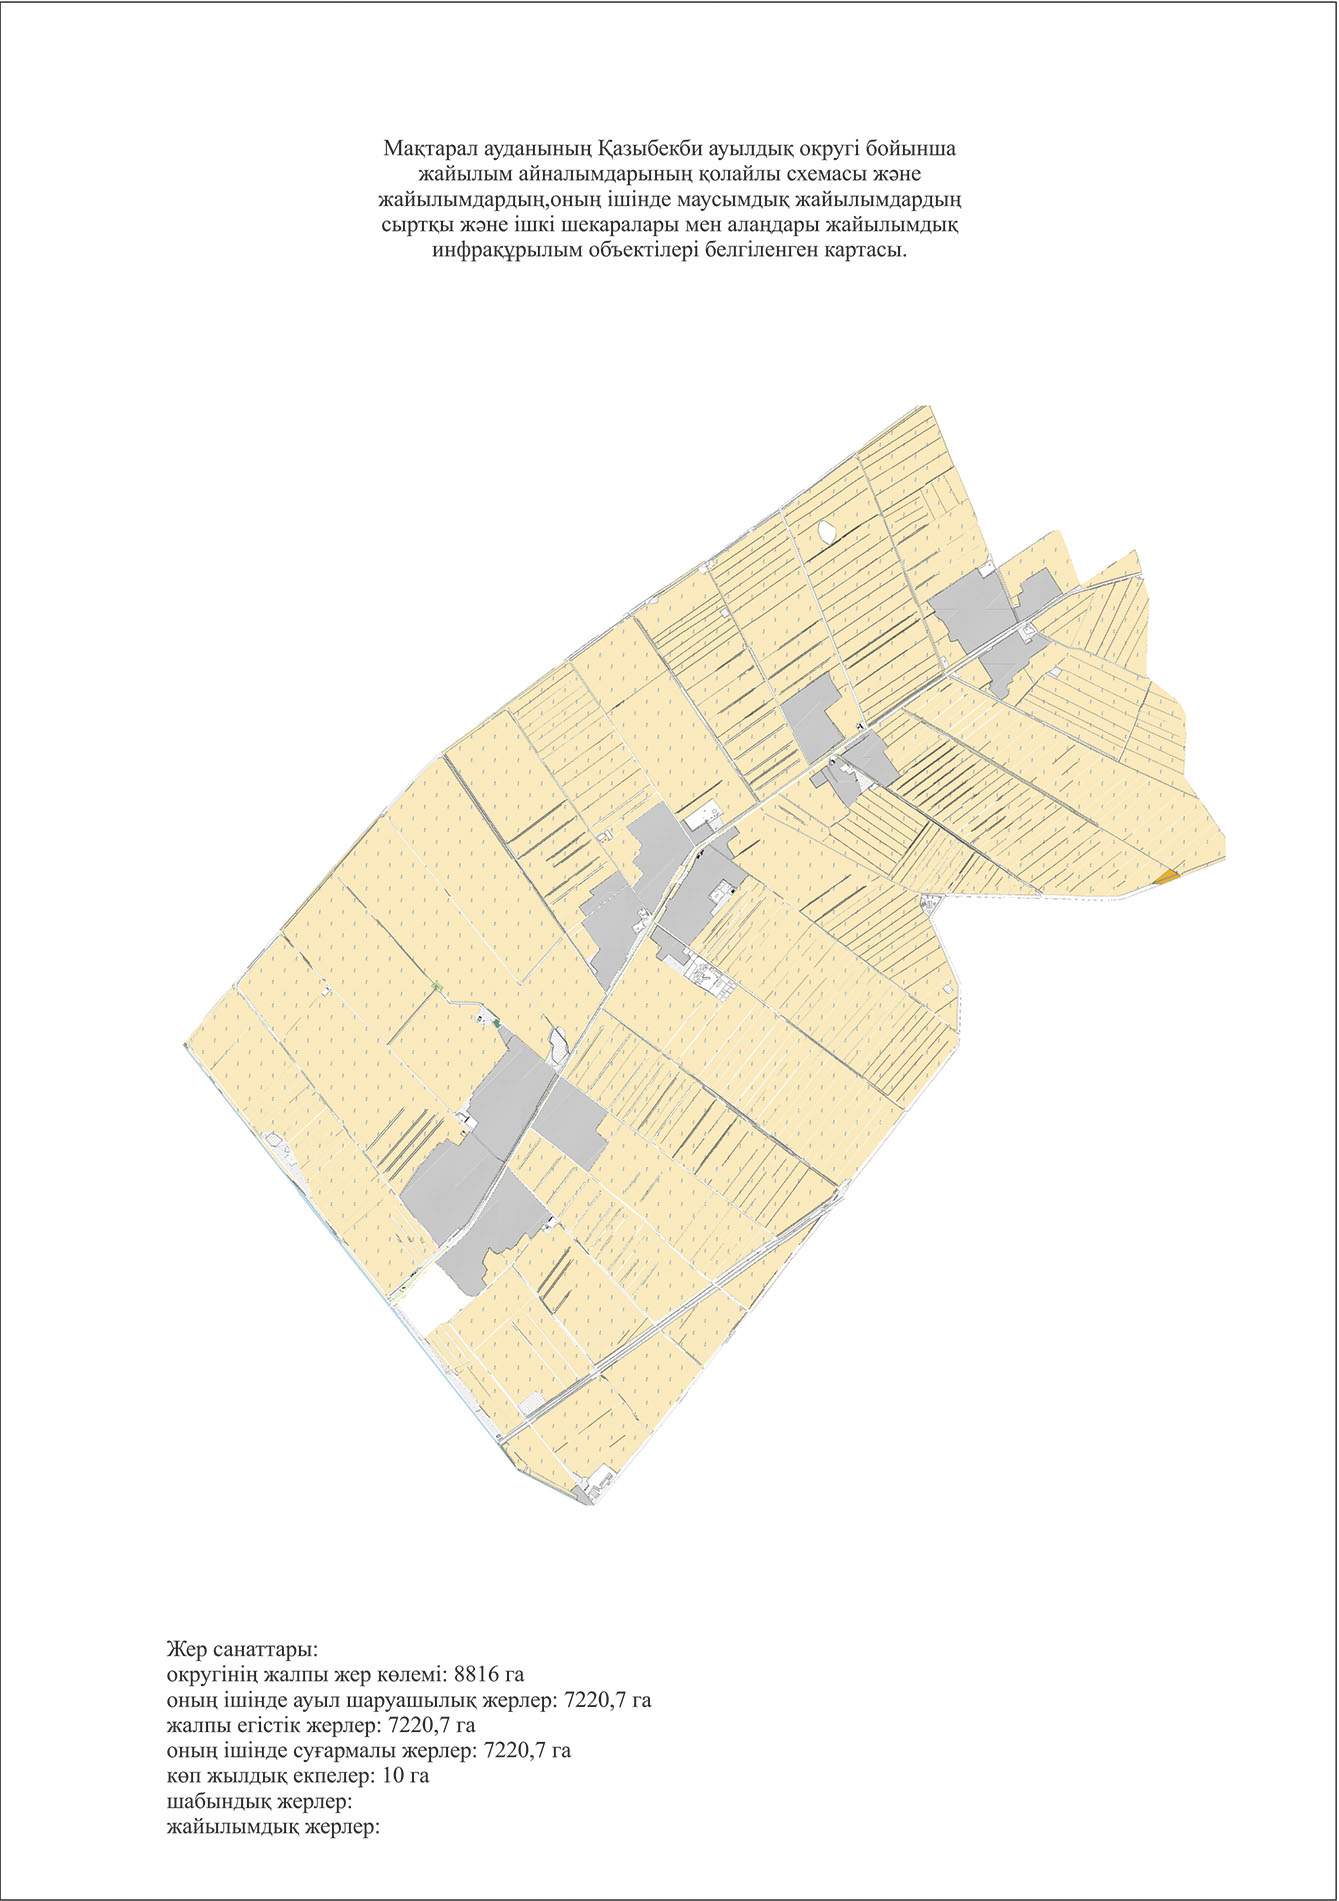 Мақтарал ауданының Қазыбекби ауылдық округі бойынша
жайылым айналымдарының қолайлы схемасы және
жайылымдардың,оның ішінде маусымдық жайылымдардың
сыртқы және ішкі шекаралары мен алаңдары жайылымдық
инфрақұрылым объектілері белгіленген картасы.
Жер санаттары:
округінің жалпы жер көлемі: 8816 га
оның ішінде ауыл шаруашылық жерлер: 7220,7 га
жалпы егістік жерлер: 7220,7 га
оның ішінде суғармалы жерлер: 7220,7 га
көп жылдық екпелер: 10 га
шабындық жерлер:
жайылымдық жерлер: